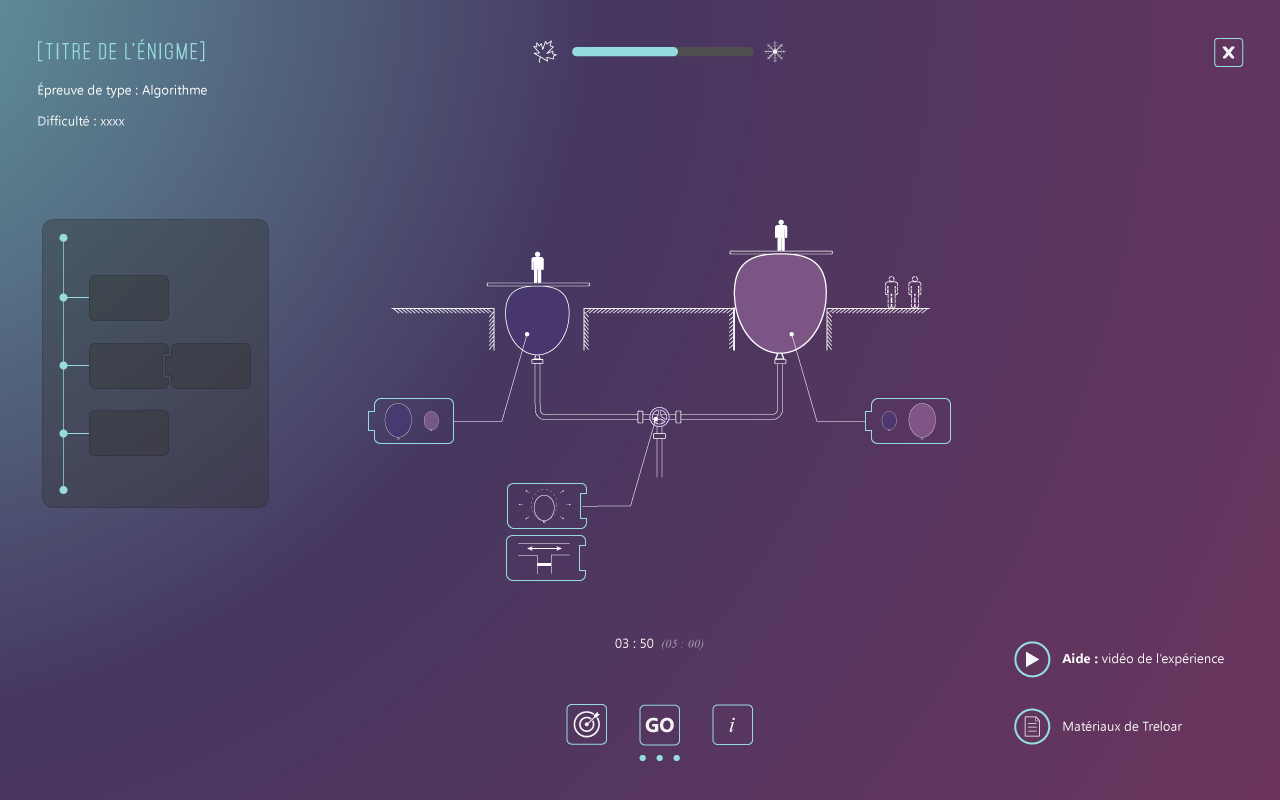 [TITRE DE L'ÉNIGME]
Épreuve de type : Algorithme
Difficulté : xxxx
X
03 : 50 (05 : 00)
GO
i
Aide : vidéo de l'expérience
Matériaux de Treloar